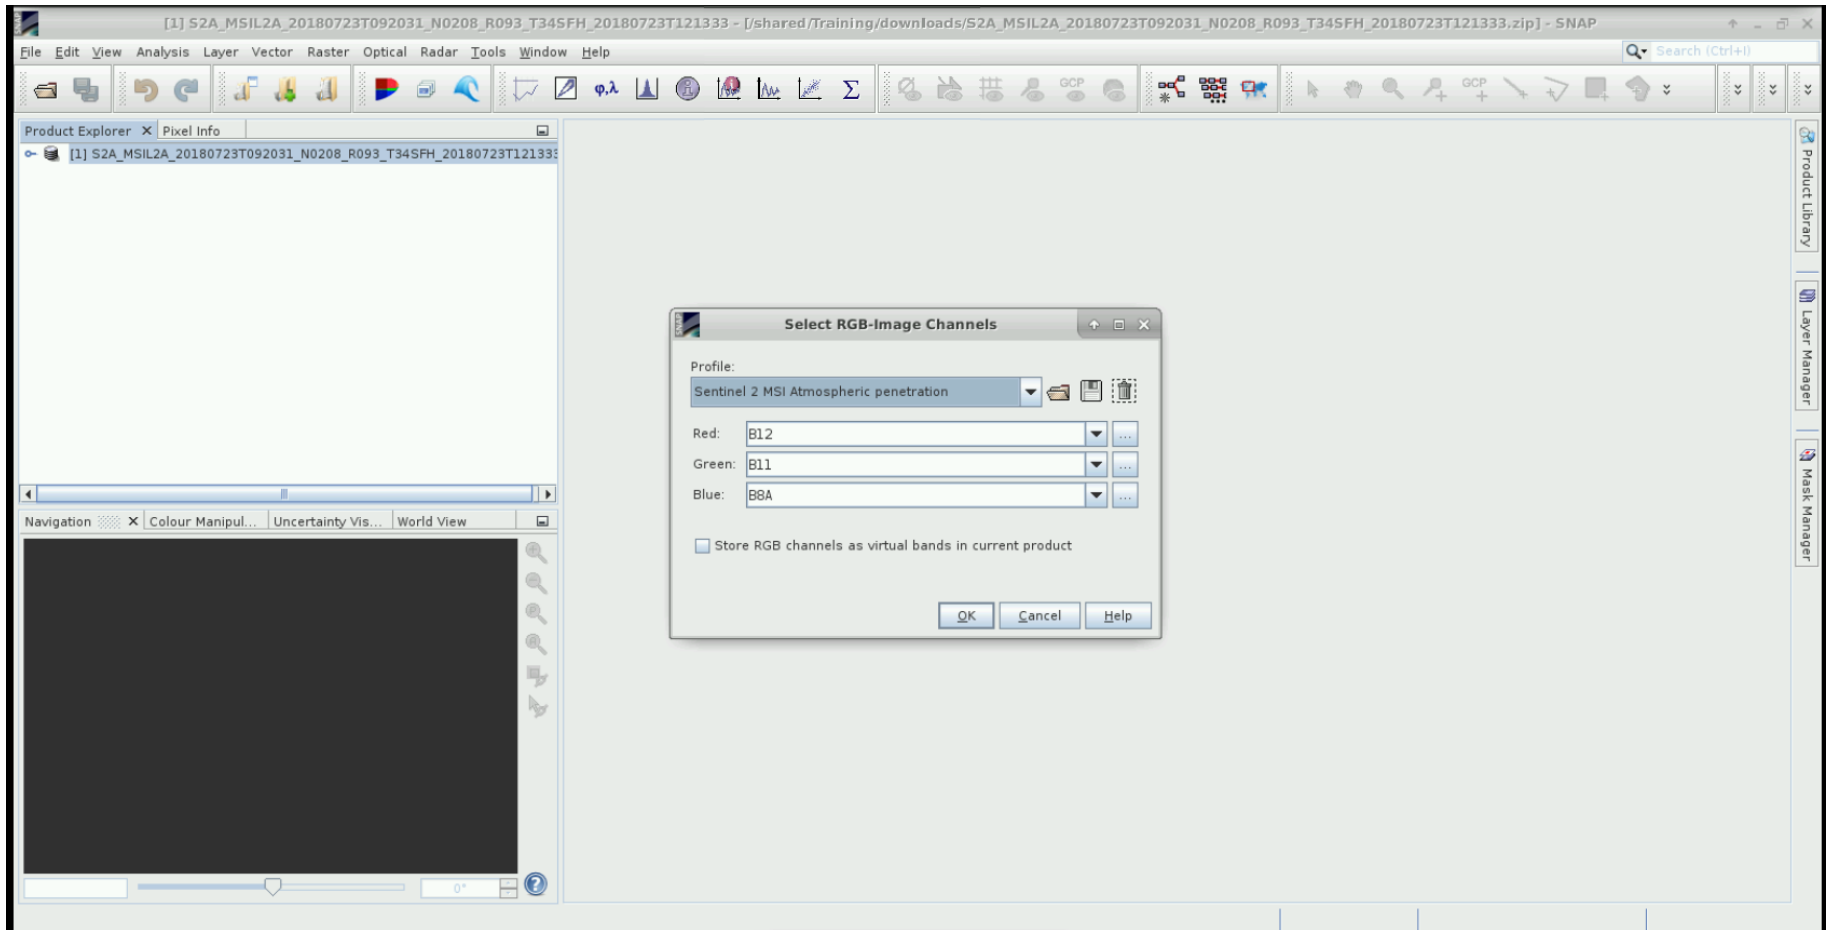 [1] S2A_MSIL2A_20180723T092031_N0208_R093_T34SFH_20180723T121333 - [/shared/Training/downloads/S2A_MSIL2A_20180723T092031_N0208_R093_T34SFH_20180723T121333.zip] - SNAP
File Edit View Analysis Layer Vector Raster Optical Radar Tools Window Help
Search (Ctrl+I)
φ,λ Σ GCP GCP
Product Explorer Pixel Info
[1] S2A_MSIL2A_20180723T092031_N0208_R093_T34SFH_20180723T121333
Product Library
Layer Manager
Mask Manager
Select RGB-Image Channels
Profile:
Sentinel 2 MSI Atmospheric penetration
Red: B12 ...
Green: B11 ...
Blue: B8A ...
Store RGB channels as virtual bands in current product
OK Cancel Help
Navigation Colour Manipul... Uncertainty Vis... World View
0°